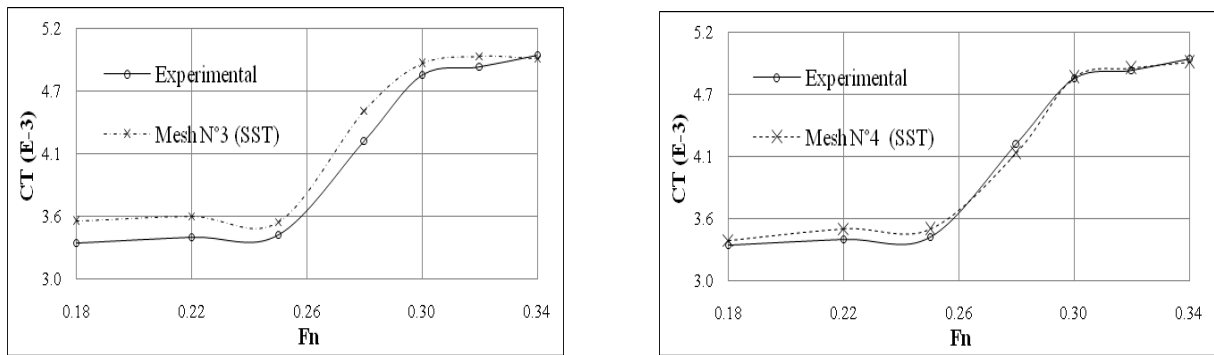 5.2
4.7
4.1
3.6
3.0
CT (E-3)
Experimental
Mesh Nº3 (SST)
0.18 0.22 0.26 0.30 0.34
Fn
5.2
4.7
4.1
3.6
3.0
CT (E-3)
Experimental
Mesh Nº4 (SST)
0.18 0.22 0.26 0.30 0.34
Fn